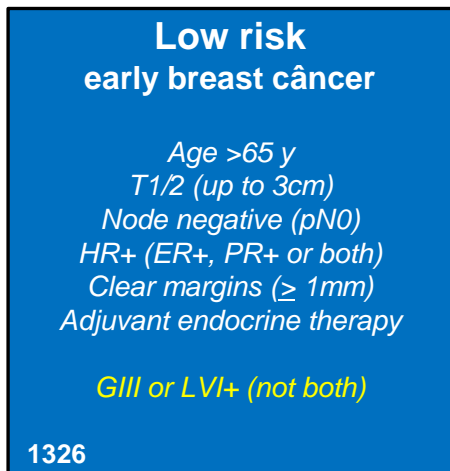 Low risk
early breast câncer
Age >65 y
T1/2 (up to 3cm)
Node negative (pN0)
HR+ (ER+, PR+ or both)
Clear margins (≥ 1mm)
Adjuvant endocrine therapy
GIII or LVI+ (not both)
1326